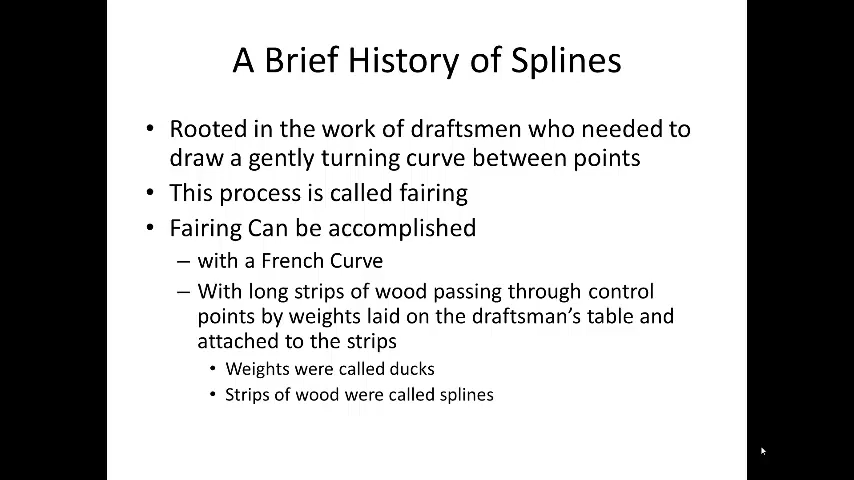 A Brief History of Splines
• Rooted in the work of draftsmen who needed to
draw a gently turning curve between points
• This process is called fairing
• Fairing Can be accomplished
– with a French Curve
– With long strips of wood passing through control
points by weights laid on the draftsman’s table and
attached to the strips
• Weights were called ducks
• Strips of wood were called splines